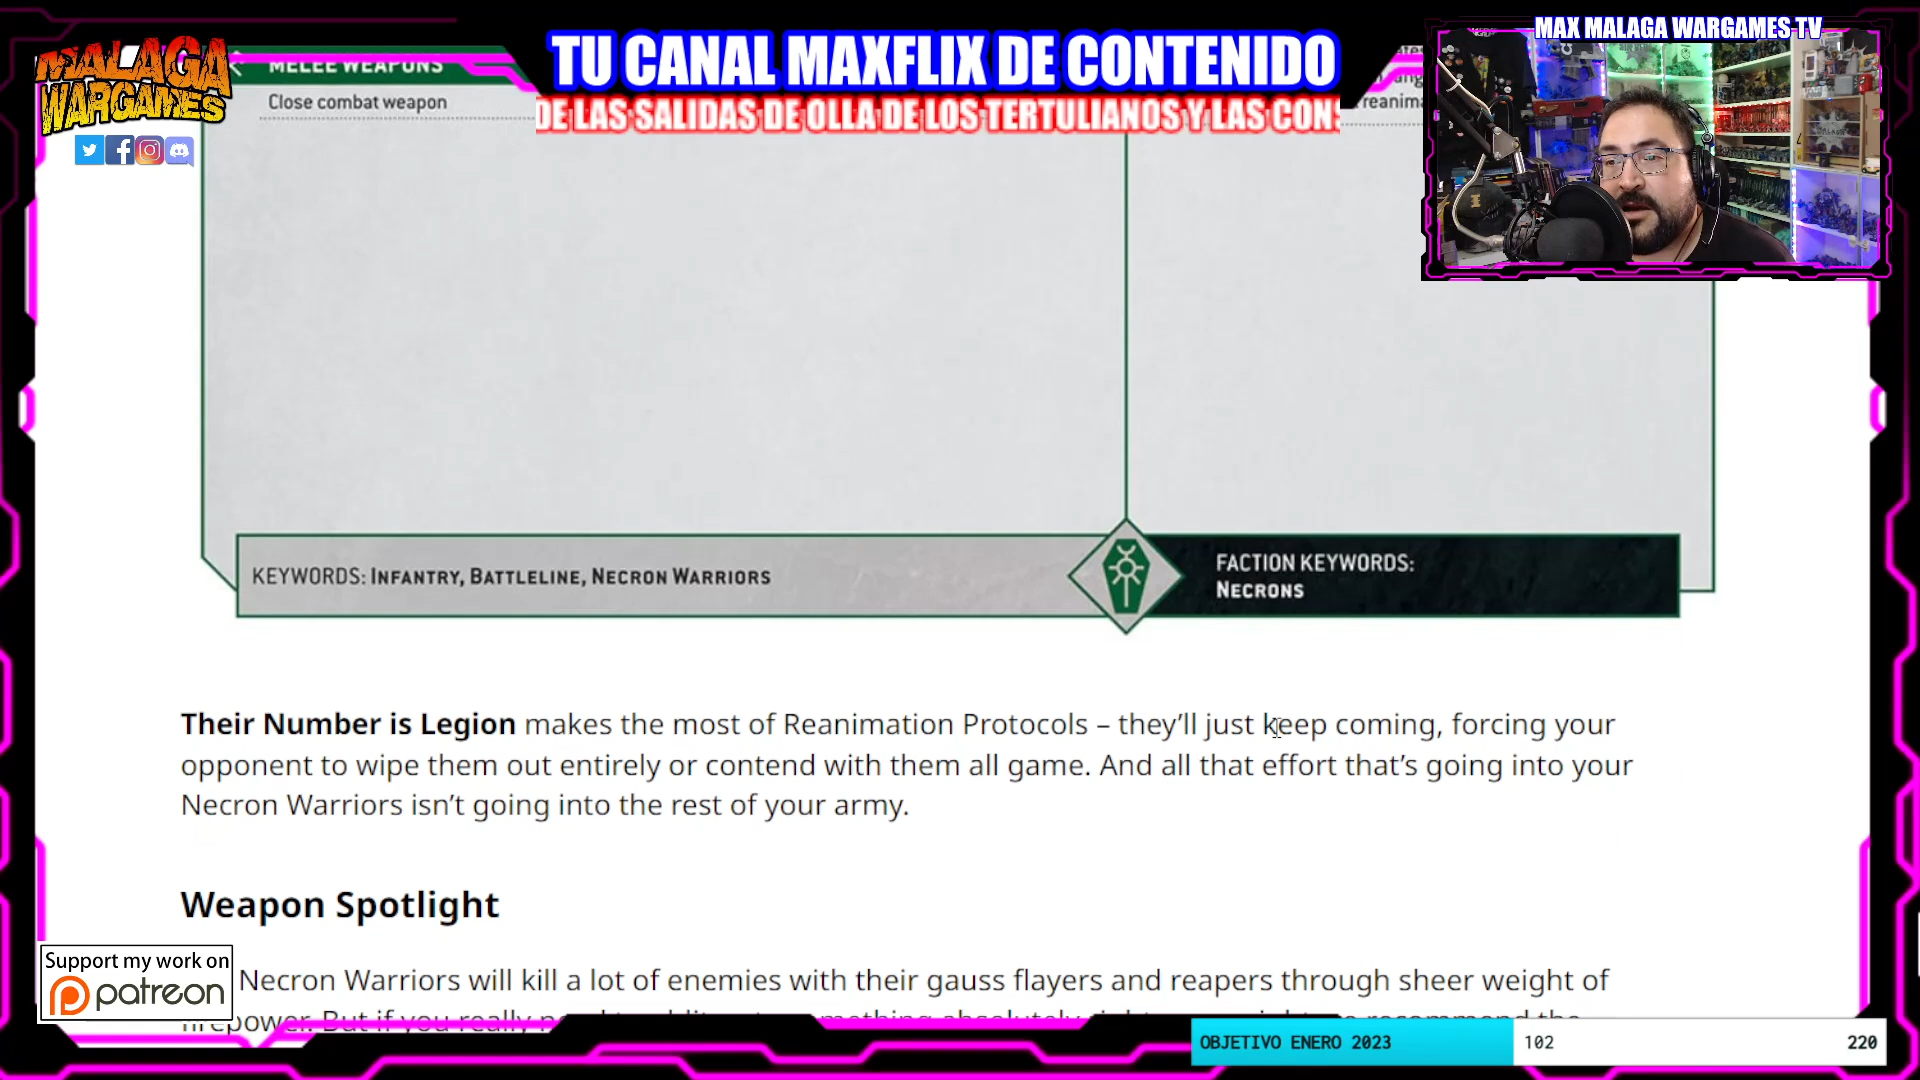 MALAGA
WARGAMES
TU CANAL MAXFLIX DE CONTENIDO
DE LAS SALIDAS DE OLLA DE LOS TERTULIANOS Y LAS CON
MAX MALAGA WARGAMES TV
MELEE WEAPONS
Close combat weapon
KEYWORDS: INFANTRY, BATTLELINE, NECRON WARRIORS
FACTION KEYWORDS:
NECRONS
Their Number is Legion makes the most of Reanimation Protocols – they'll just keep coming, forcing your
opponent to wipe them out entirely or contend with them all game. And all that effort that's going into your
Necron Warriors isn't going into the rest of your army.
Weapon Spotlight
Necron Warriors will kill a lot of enemies with their gauss flayers and reapers through sheer weight of
firepower. But if you really
Support my work on
patreon
OBJETIVO ENERO 2023
102
220